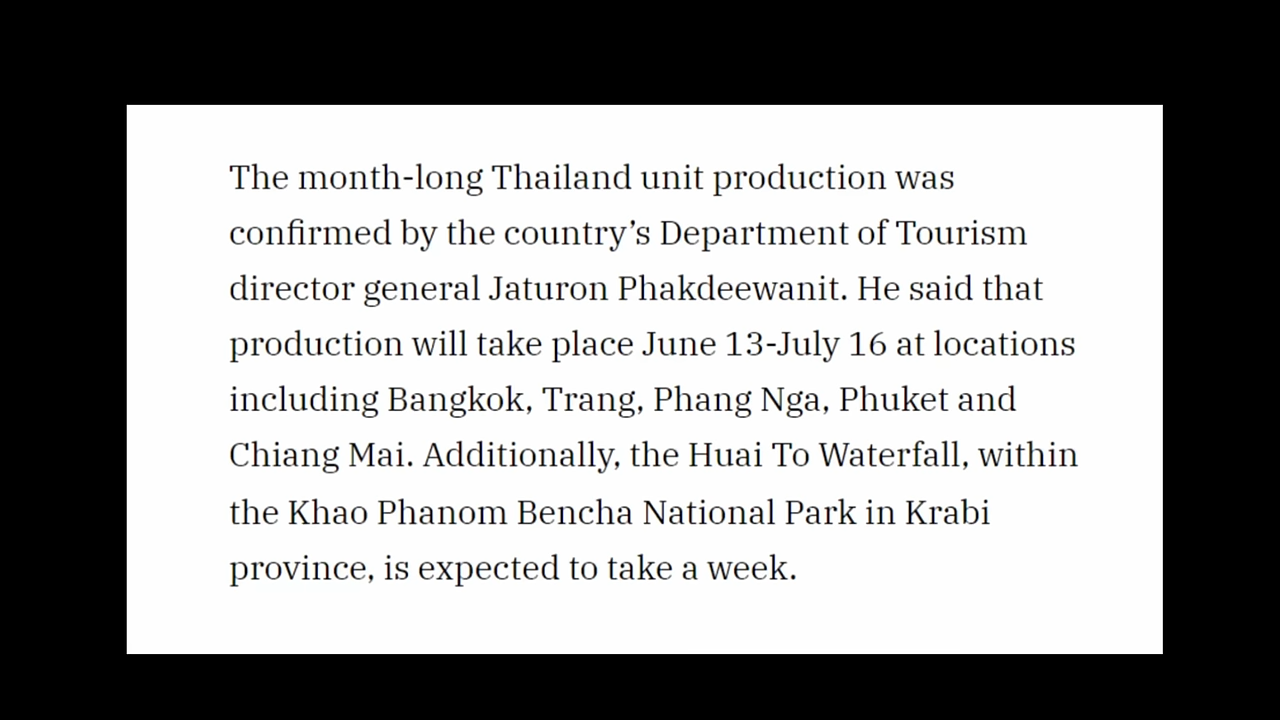 The month-long Thailand unit production was
confirmed by the country’s Department of Tourism
director general Jaturon Phakdeewanit. He said that
production will take place June 13-July 16 at locations
including Bangkok, Trang, Phang Nga, Phuket and
Chiang Mai. Additionally, the Huai To Waterfall, within
the Khao Phanom Bencha National Park in Krabi
province, is expected to take a week.